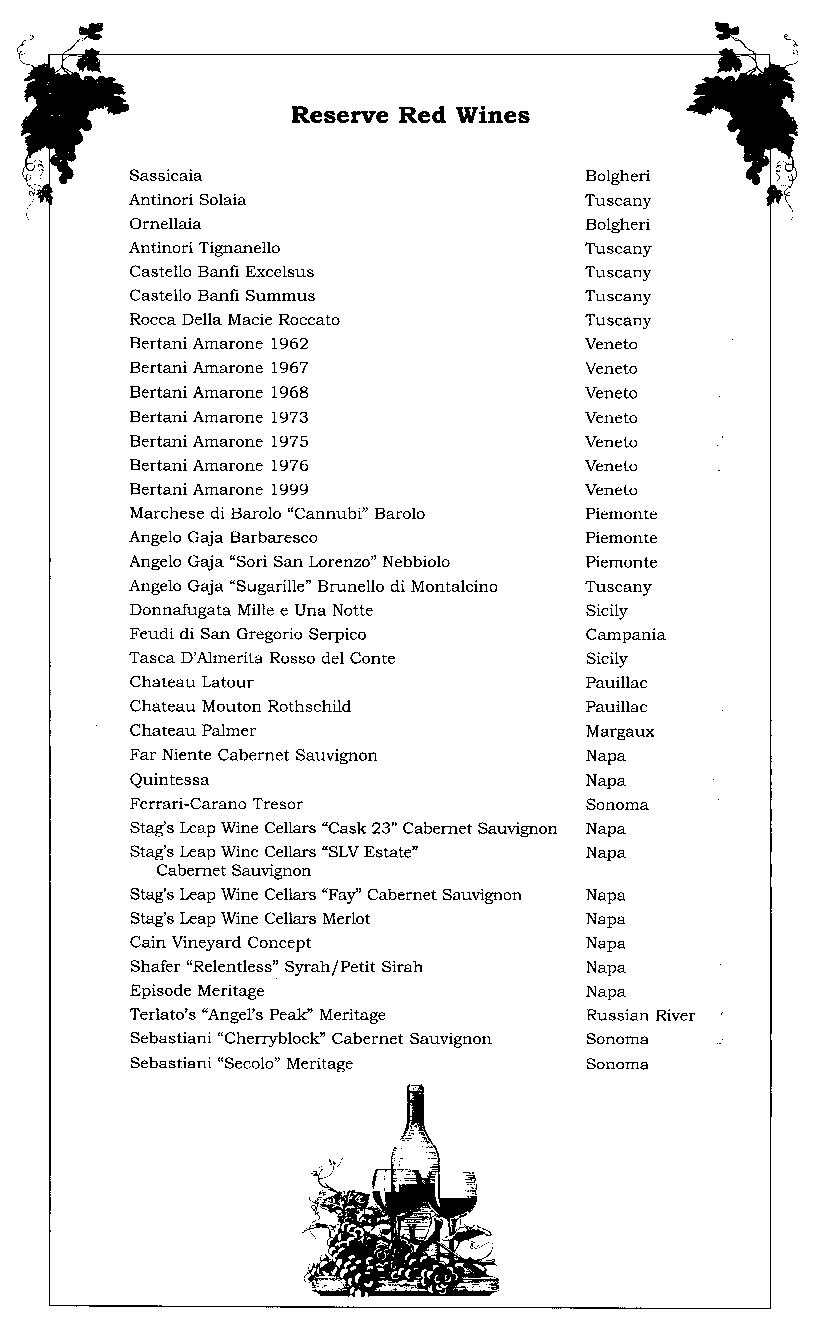 Reserve Red Wines
Sassicaia Bolgheri
Antinori Solaia Tuscany
Ornellaia Bolgheri
Antinori Tignanello Tuscany
Castello Banfi Excelsus Tuscany
Castello Banfi Summus Tuscany
Rocca Della Macie Roccato Tuscany
Bertani Amarone 1962 Veneto
Bertani Amarone 1967 Veneto
Bertani Amarone 1968 Veneto
Bertani Amarone 1973 Veneto
Bertani Amarone 1975 Veneto
Bertani Amarone 1976 Veneto
Bertani Amarone 1999 Veneto
Marchese di Barolo “Cannubi” Barolo Piemonte
Angelo Gaja Barbaresco Piemonte
Angelo Gaja “Sori San Lorenzo” Nebbiolo Piemonte
Angelo Gaja “Sugarille” Brunello di Montalcino Tuscany
Donnafugata Mille e Una Notte Sicily
Feudi di San Gregorio Serpico Campania
Tasca D’Almerita Rosso del Conte Sicily
Chateau Latour Pauillac
Chateau Mouton Rothschild Pauillac
Chateau Palmer Margaux
Far Niente Cabernet Sauvignon Napa
Quintessa Napa
Ferrari-Carano Tresor Sonoma
Stag’s Leap Wine Cellars “Cask 23” Cabernet Sauvignon Napa
Stag’s Leap Wine Cellars “SLV Estate” Napa
Cabernet Sauvignon
Stag’s Leap Wine Cellars “Fay” Cabernet Sauvignon Napa
Stag’s Leap Wine Cellars Merlot Napa
Cain Vineyard Concept Napa
Shafer “Relentless” Syrah/Petit Sirah Napa
Episode Meritage Napa
Terlato’s “Angel’s Peak” Meritage Russian River
Sebastiani “Cherryblock” Cabernet Sauvignon Sonoma
Sebastiani “Secolo” Meritage Sonoma